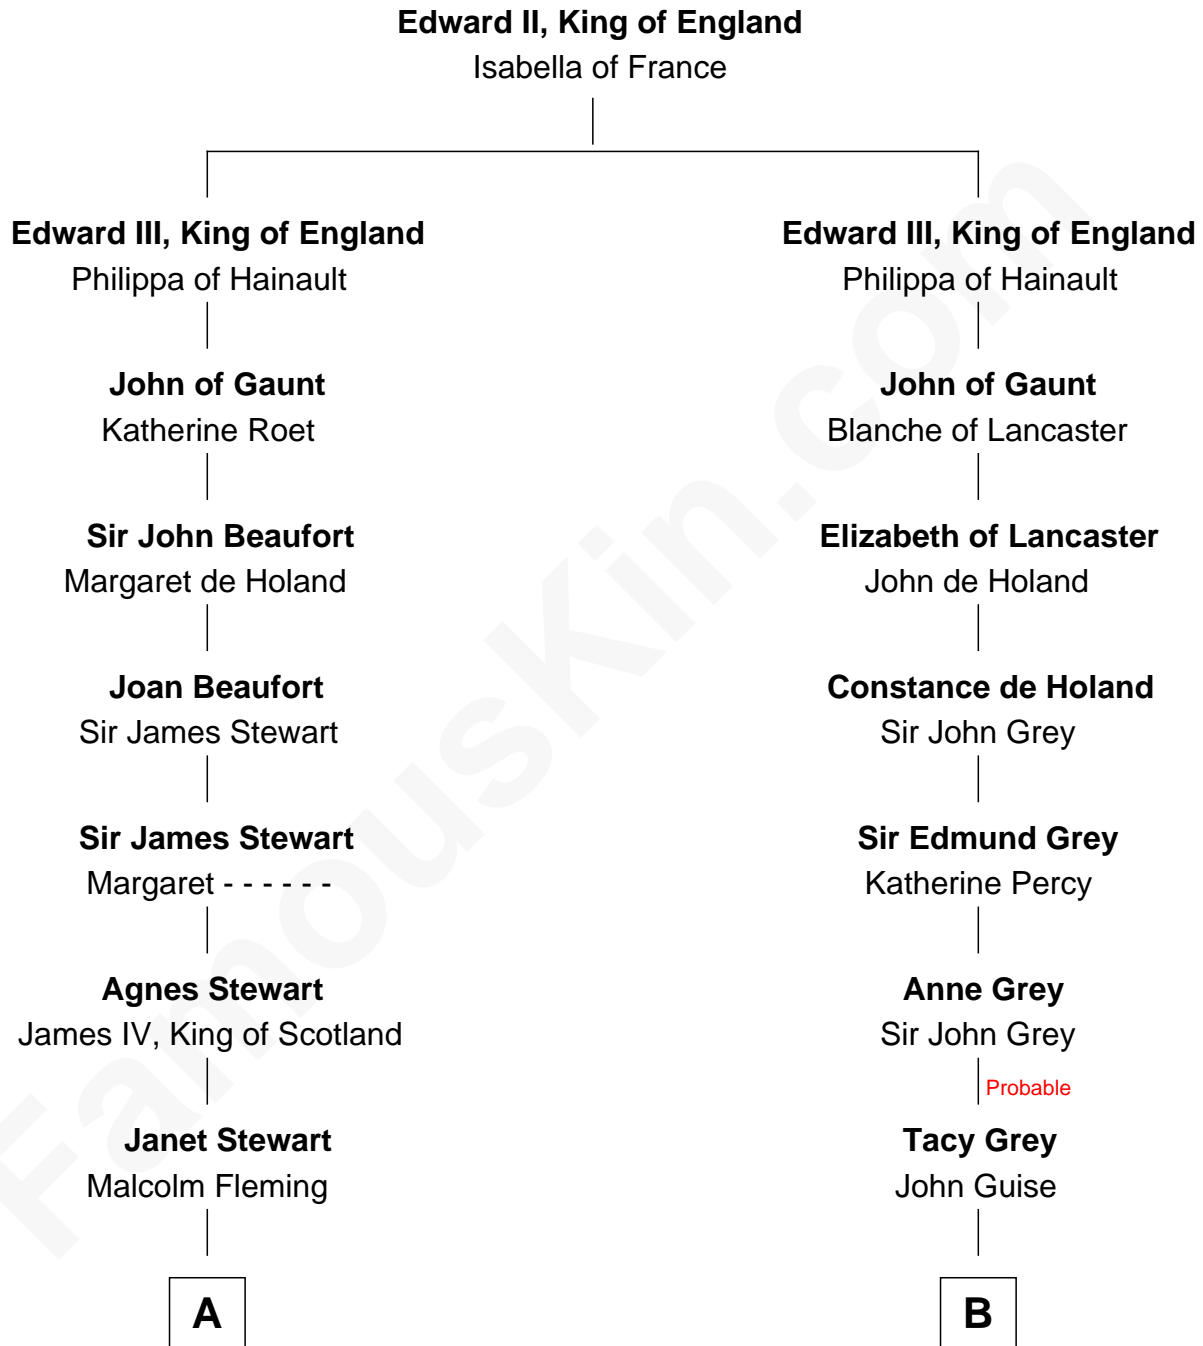 Edward II, King of England
Isabella of France
Edward III, King of England
Philippa of Hainault
Edward III, King of England
Philippa of Hainault
John of Gaunt
Katherine Roet
John of Gaunt
Blanche of Lancaster
Sir John Beaufort
Margaret de Holand
Elizabeth of Lancaster
John de Holand
Joan Beaufort
Sir James Stewart
Constance de Holand
Sir John Grey
Sir James Stewart
Margaret - - - - - -
Sir Edmund Grey
Katherine Percy
Agnes Stewart
James IV, King of Scotland
Anne Grey
Sir John Grey
Probable
Janet Stewart
Malcolm Fleming
Tacy Grey
John Guise
A
B
FamousKin.com